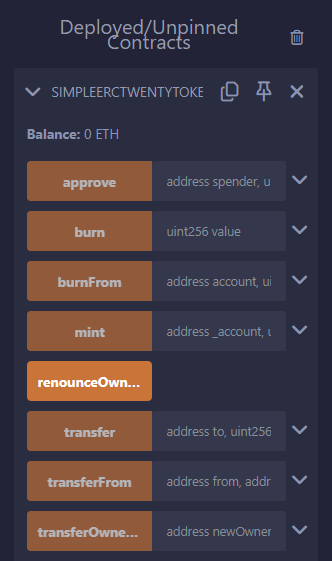 Deployed/Unpinned
Contracts
SIMPLEERCTWENTYTOKE
Balance: 0 ETH
approve address spender, u
burn uint256 value
burnFrom address account, ui
mint address _account, u
renounceOwn...
transfer address to, uint256
transferFrom address from, addr
transferOwne... address newOwner